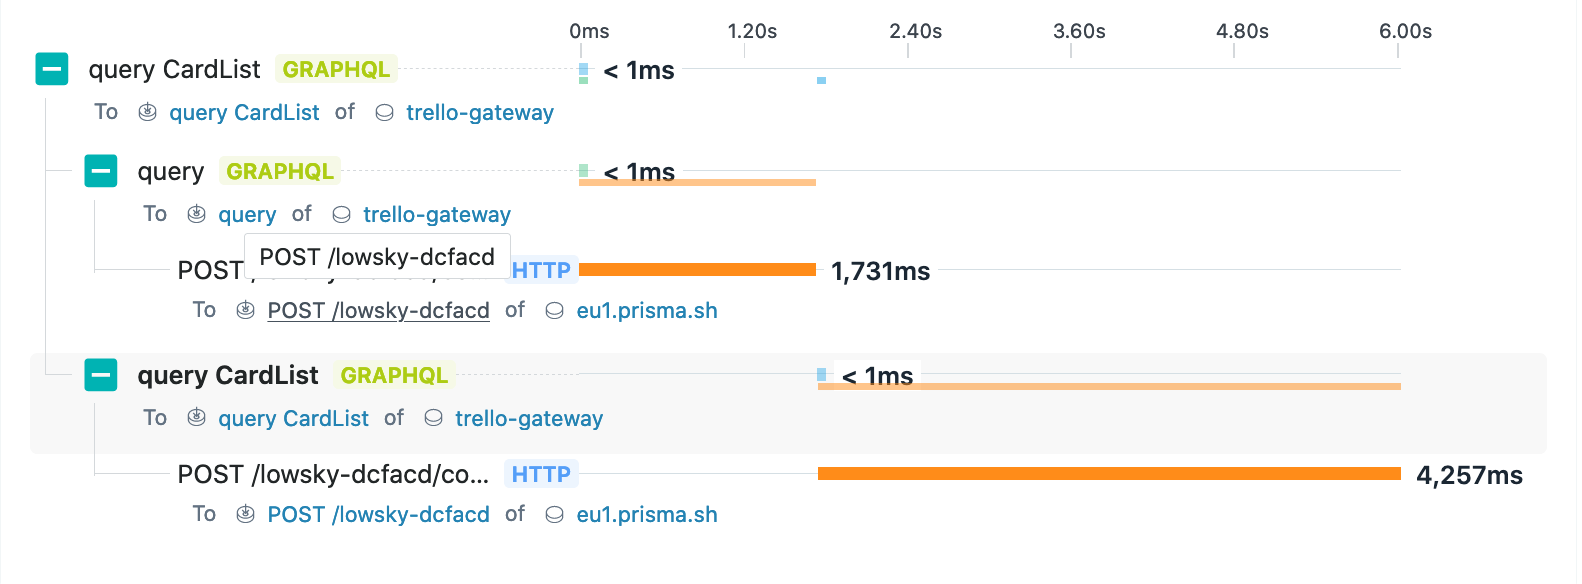 0ms 1.20s 2.40s 3.60s 4.80s 6.00s
query CardList GRAPHQL < 1ms
To query CardList of trello-gateway
query GRAPHQL < 1ms
To query of trello-gateway
POST /lowsky-dcfacd
POST HTTP 1,731ms
To POST /lowsky-dcfacd of eu1.prisma.sh
query CardList GRAPHQL < 1ms
To query CardList of trello-gateway
POST /lowsky-dcfacd/co... HTTP 4,257ms
To POST /lowsky-dcfacd of eu1.prisma.sh